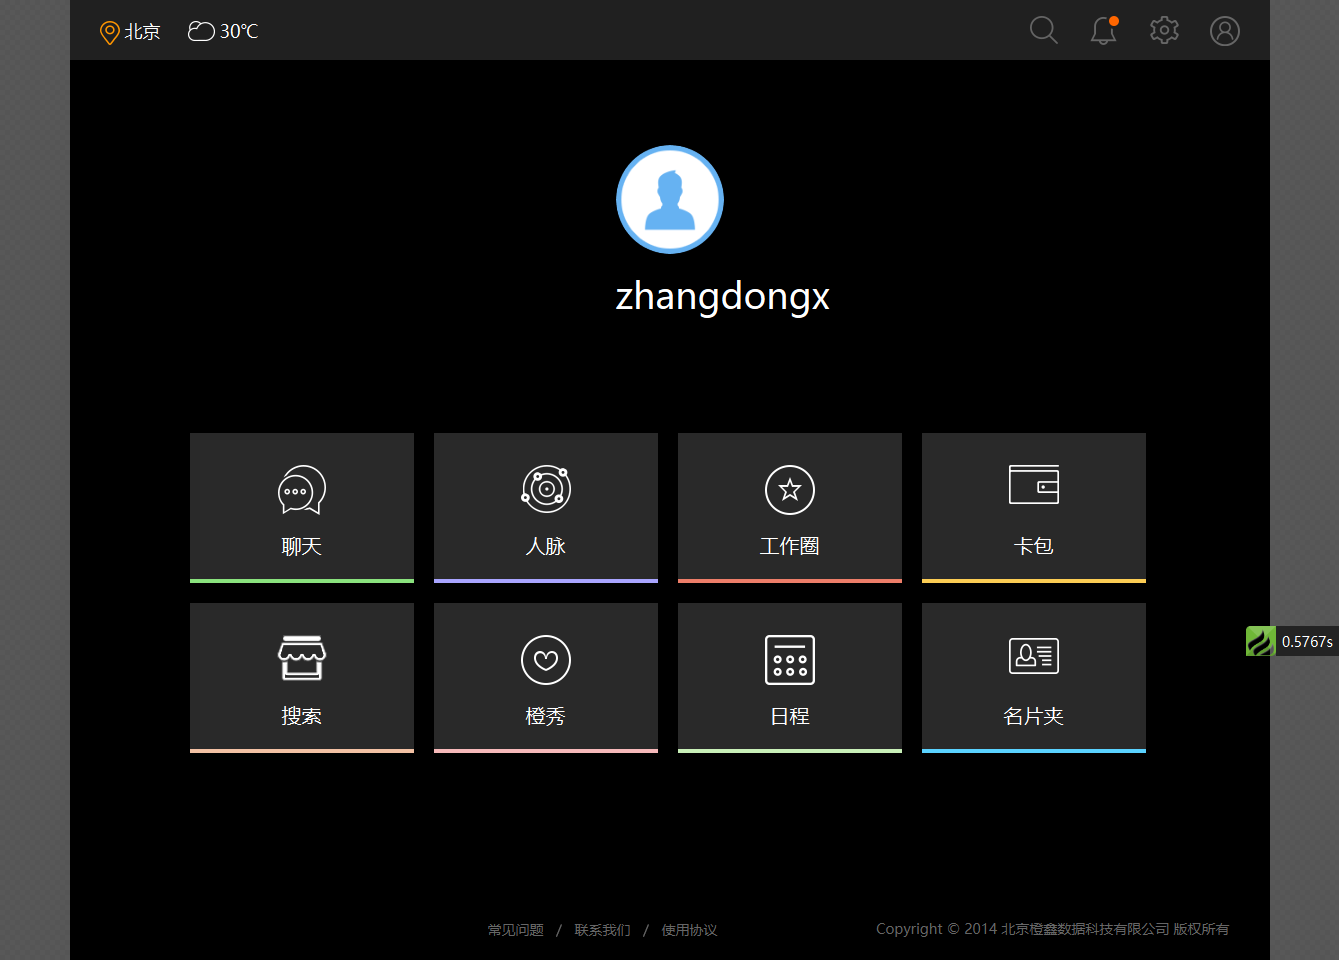 北京 30℃
zhangdongx
聊天 人脉 工作圈 卡包
搜索 橙秀 日程 名片夹
0.5767s
常见问题 / 联系我们 / 使用协议 Copyright © 2014 北京橙鑫数据科技有限公司 版权所有